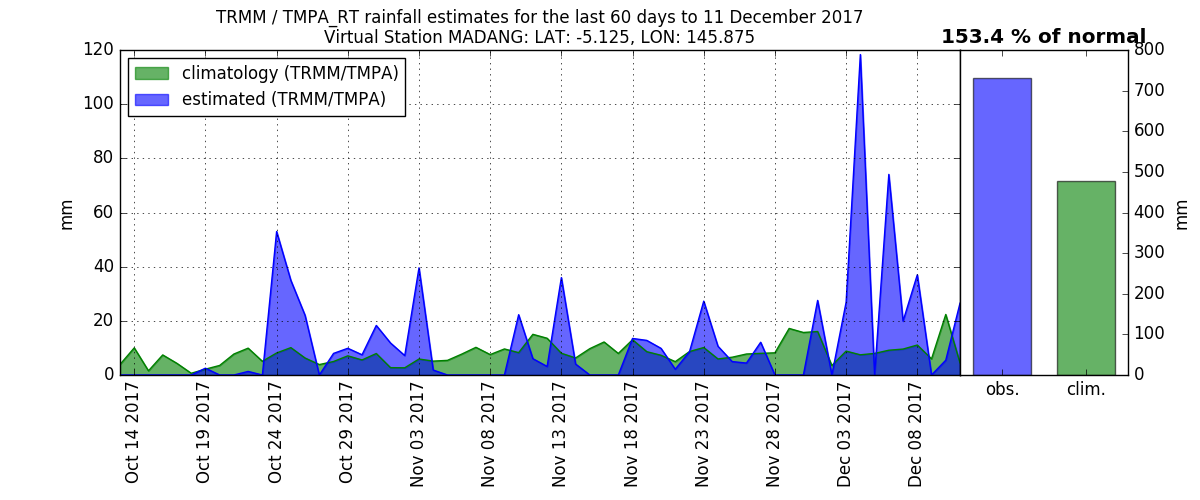 TRMM / TMPA_RT rainfall estimates for the last 60 days to 11 December 2017
Virtual Station MADANG: LAT: -5.125, LON: 145.875
153.4 % of normal
climatology (TRMM/TMPA)
estimated (TRMM/TMPA)
mm
120
100
80
60
40
20
0
Oct 14 2017
Oct 19 2017
Oct 24 2017
Oct 29 2017
Nov 03 2017
Nov 08 2017
Nov 13 2017
Nov 18 2017
Nov 23 2017
Nov 28 2017
Dec 03 2017
Dec 08 2017
obs.
clim.
800
700
600
500
400
300
200
100
0
mm